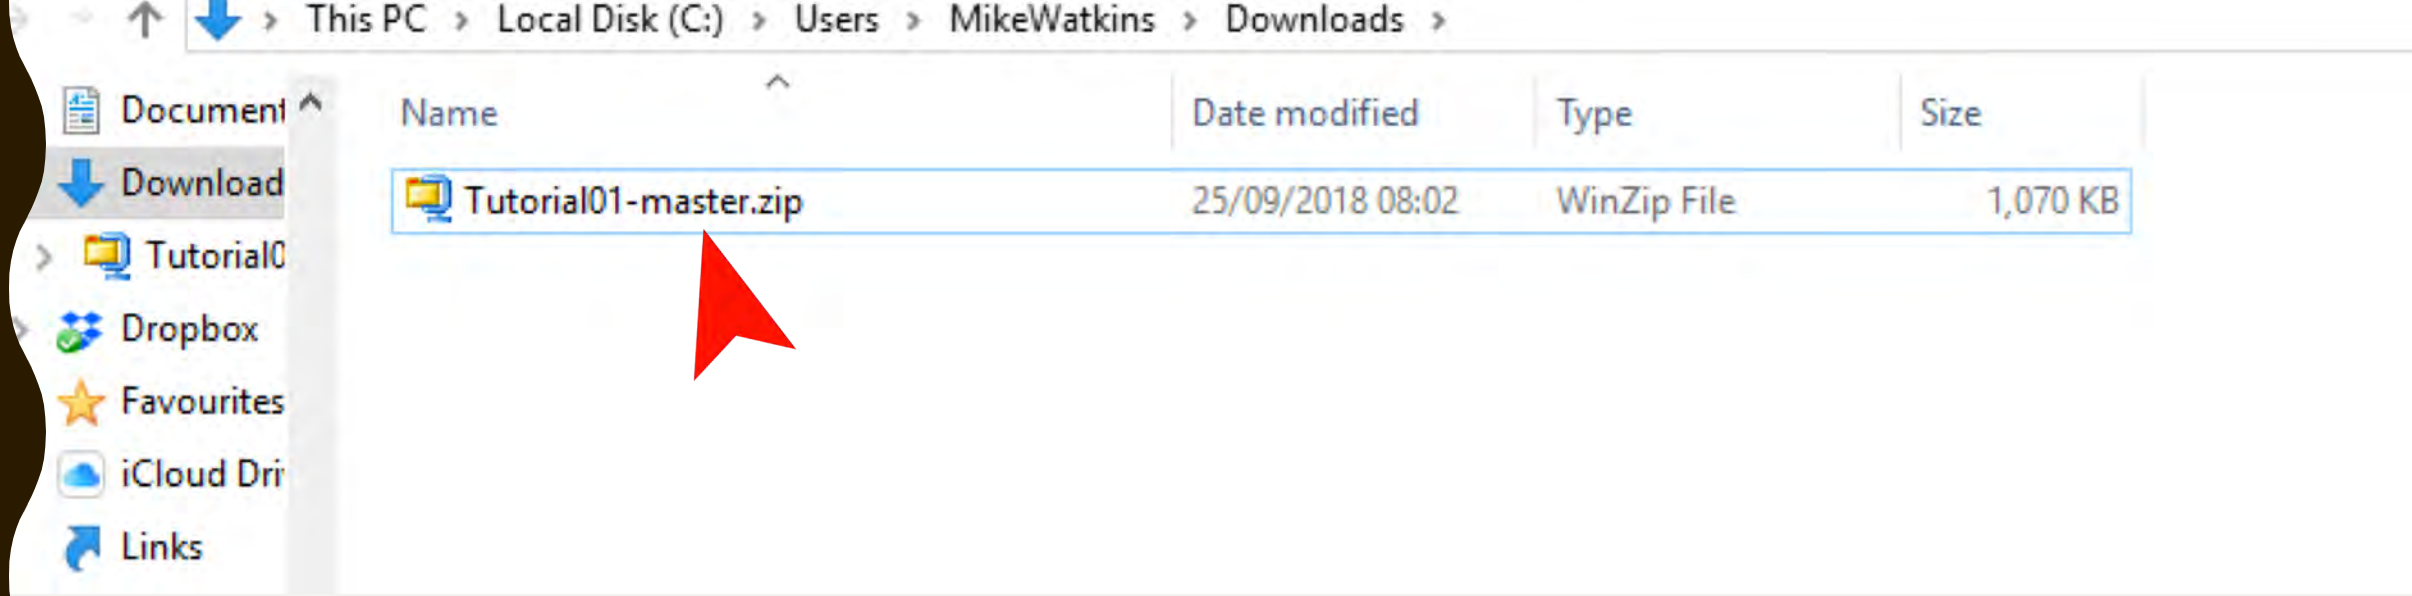 This PC > Local Disk (C:) > Users > MikeWatkins > Downloads >
Document
Download
Tutorial0
Dropbox
Favourites
iCloud Dri
Links
Name Date modified Type Size
Tutorial01-master.zip 25/09/2018 08:02 WinZip File 1,070 KB